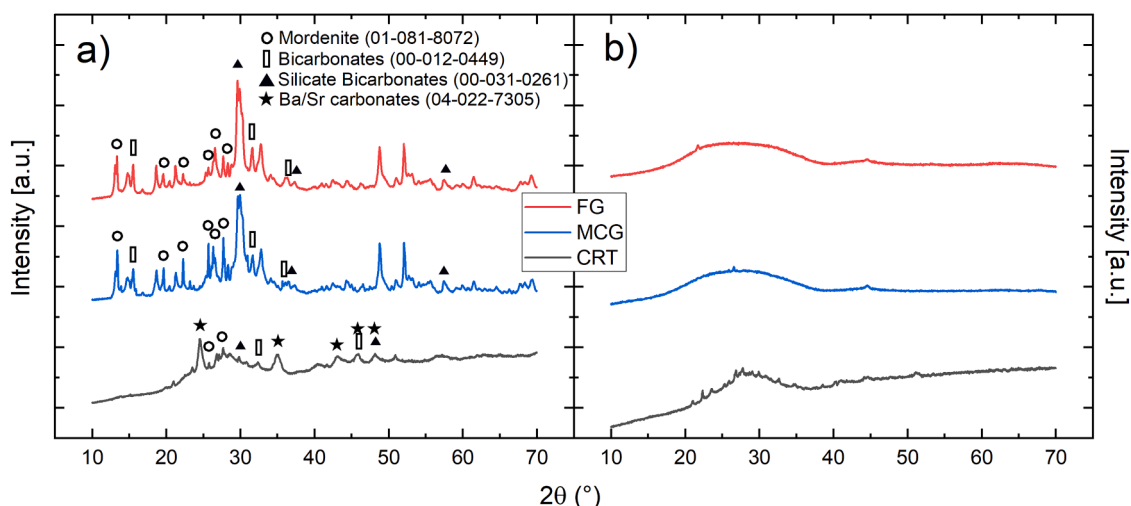 a)
Mordenite (01-081-8072)
Bicarbonates (00-012-0449)
Silicate Bicarbonates (00-031-0261)
Ba/Sr carbonates (04-022-7305)
b)
Intensity [a.u.]
FG
MCG
CRT
Intensity [a.u.]
10 20 30 40 50 60 70
10 20 30 40 50 60 70
2θ (°)